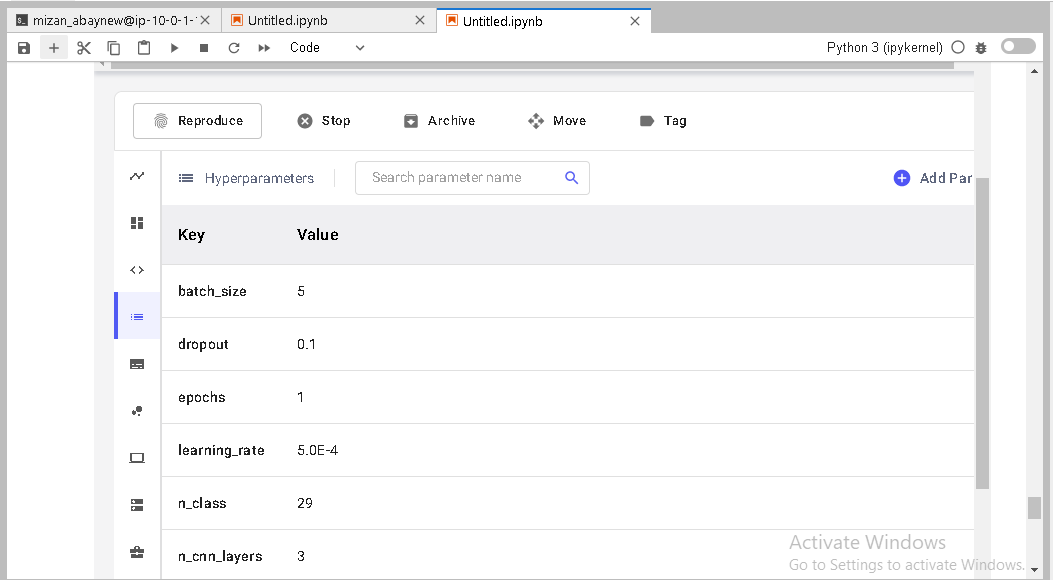 mizan_abaynew@ip-10-0-1-
Untitled.ipynb
Untitled.ipynb
Code
Python 3 (ipykernel)
Reproduce
Stop
Archive
Move
Tag
Hyperparameters
Search parameter name
Add Par
Key Value
batch_size 5
dropout 0.1
epochs 1
learning_rate 5.0E-4
n_class 29
n_cnn_layers 3
Activate Windows
Go to Settings to activate Windows.